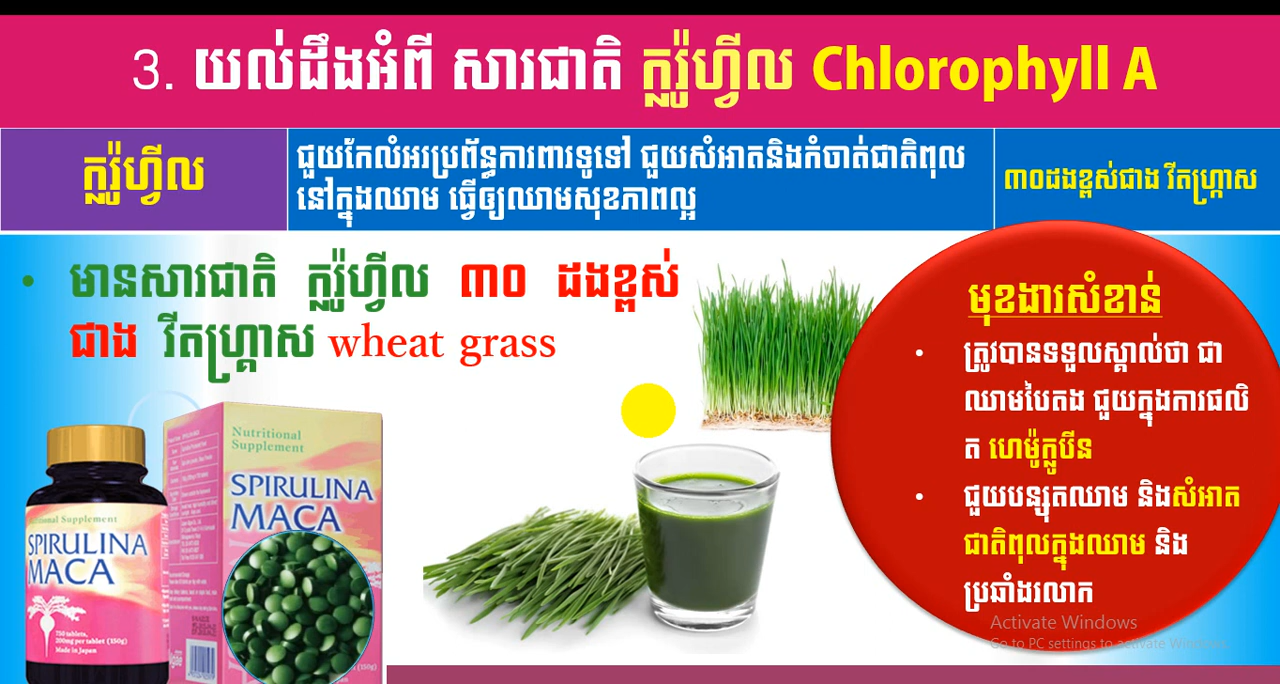 3. យល់ដឹងអំពី សារជាតិ ក្លរ៉ូហ្វីល Chlorophyll A
ក្លរ៉ូហ្វីល
ជួយកែលំអរប្រព័ន្ធការពារទូទៅ ជួយសំអាតនិងកំចាត់ជាតិពុល
នៅក្នុងឈាម ធ្វើឲ្យឈាមសុខភាពល្អ
៣០ដងខ្ពស់ជាង វីតហ្គ្រាស
• មានសារជាតិ ក្លរ៉ូហ្វីល ៣០ ដងខ្ពស់
ជាង វីតហ្គ្រាស wheat grass
មុខងារសំខាន់
• ត្រូវបានទទួលស្គាល់ថា ជា
ឈាមបៃតង ជួយក្នុងការផលិ
ត ហេម៉ូក្លូប៊ីន
• ជួយបន្សុតឈាម និងសំអាត
ជាតិពុលក្នុងឈាម និង
ប្រឆាំងរលាក
Nutritional
Supplement
SPIRULINA
MACA
Nutritional Supplement
SPIRULINA
MACA
750 tablets,
200mg per tablet (150g)
Made in Japan
Activate Windows
Go to PC settings to activate Windows.